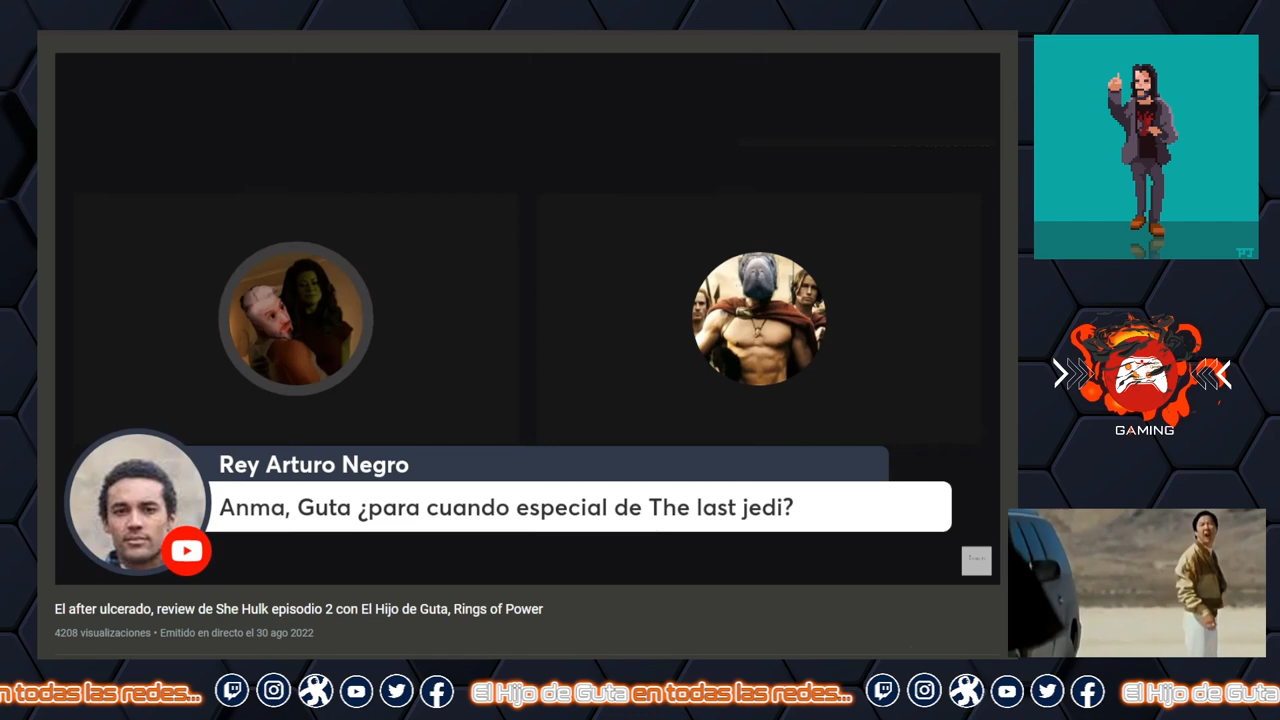 Rey Arturo Negro
Anma, Guta ¿para cuando especial de The last jedi?
El after ulcerado, review de She Hulk episodio 2 con El Hijo de Guta, Rings of Power
4208 visualizaciones • Emitido en directo el 30 ago 2022
GAMING
PJ
n todas las redes... El Hijo de Guta en todas las redes... El Hijo de Guta